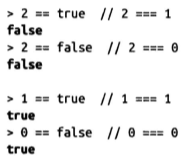 > 2 == true // 2 === 1
false
> 2 == false // 2 === 0
false
> 1 == true // 1 === 1
true
> 0 == false // 0 === 0
true